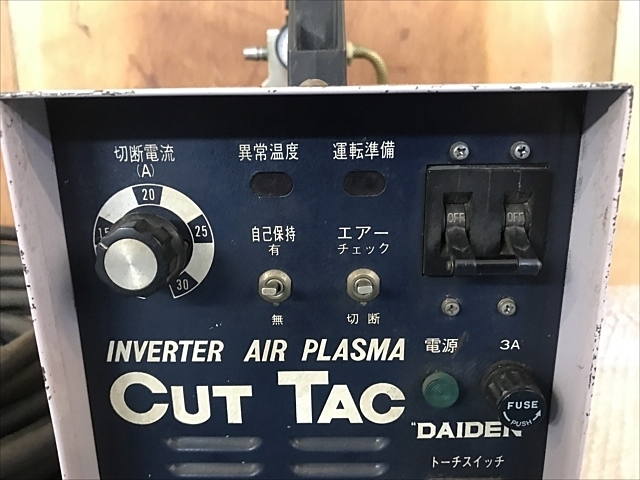 切断電流
(A)
15
20
25
30
異常温度
運転準備
自己保持
有
無
エアー
チェック
切断
OFF
OFF
電源
3A
INVERTER AIR PLASMA
CUT TAC
FUSE
PUSH
"DAIDEN
トーチスイッチ